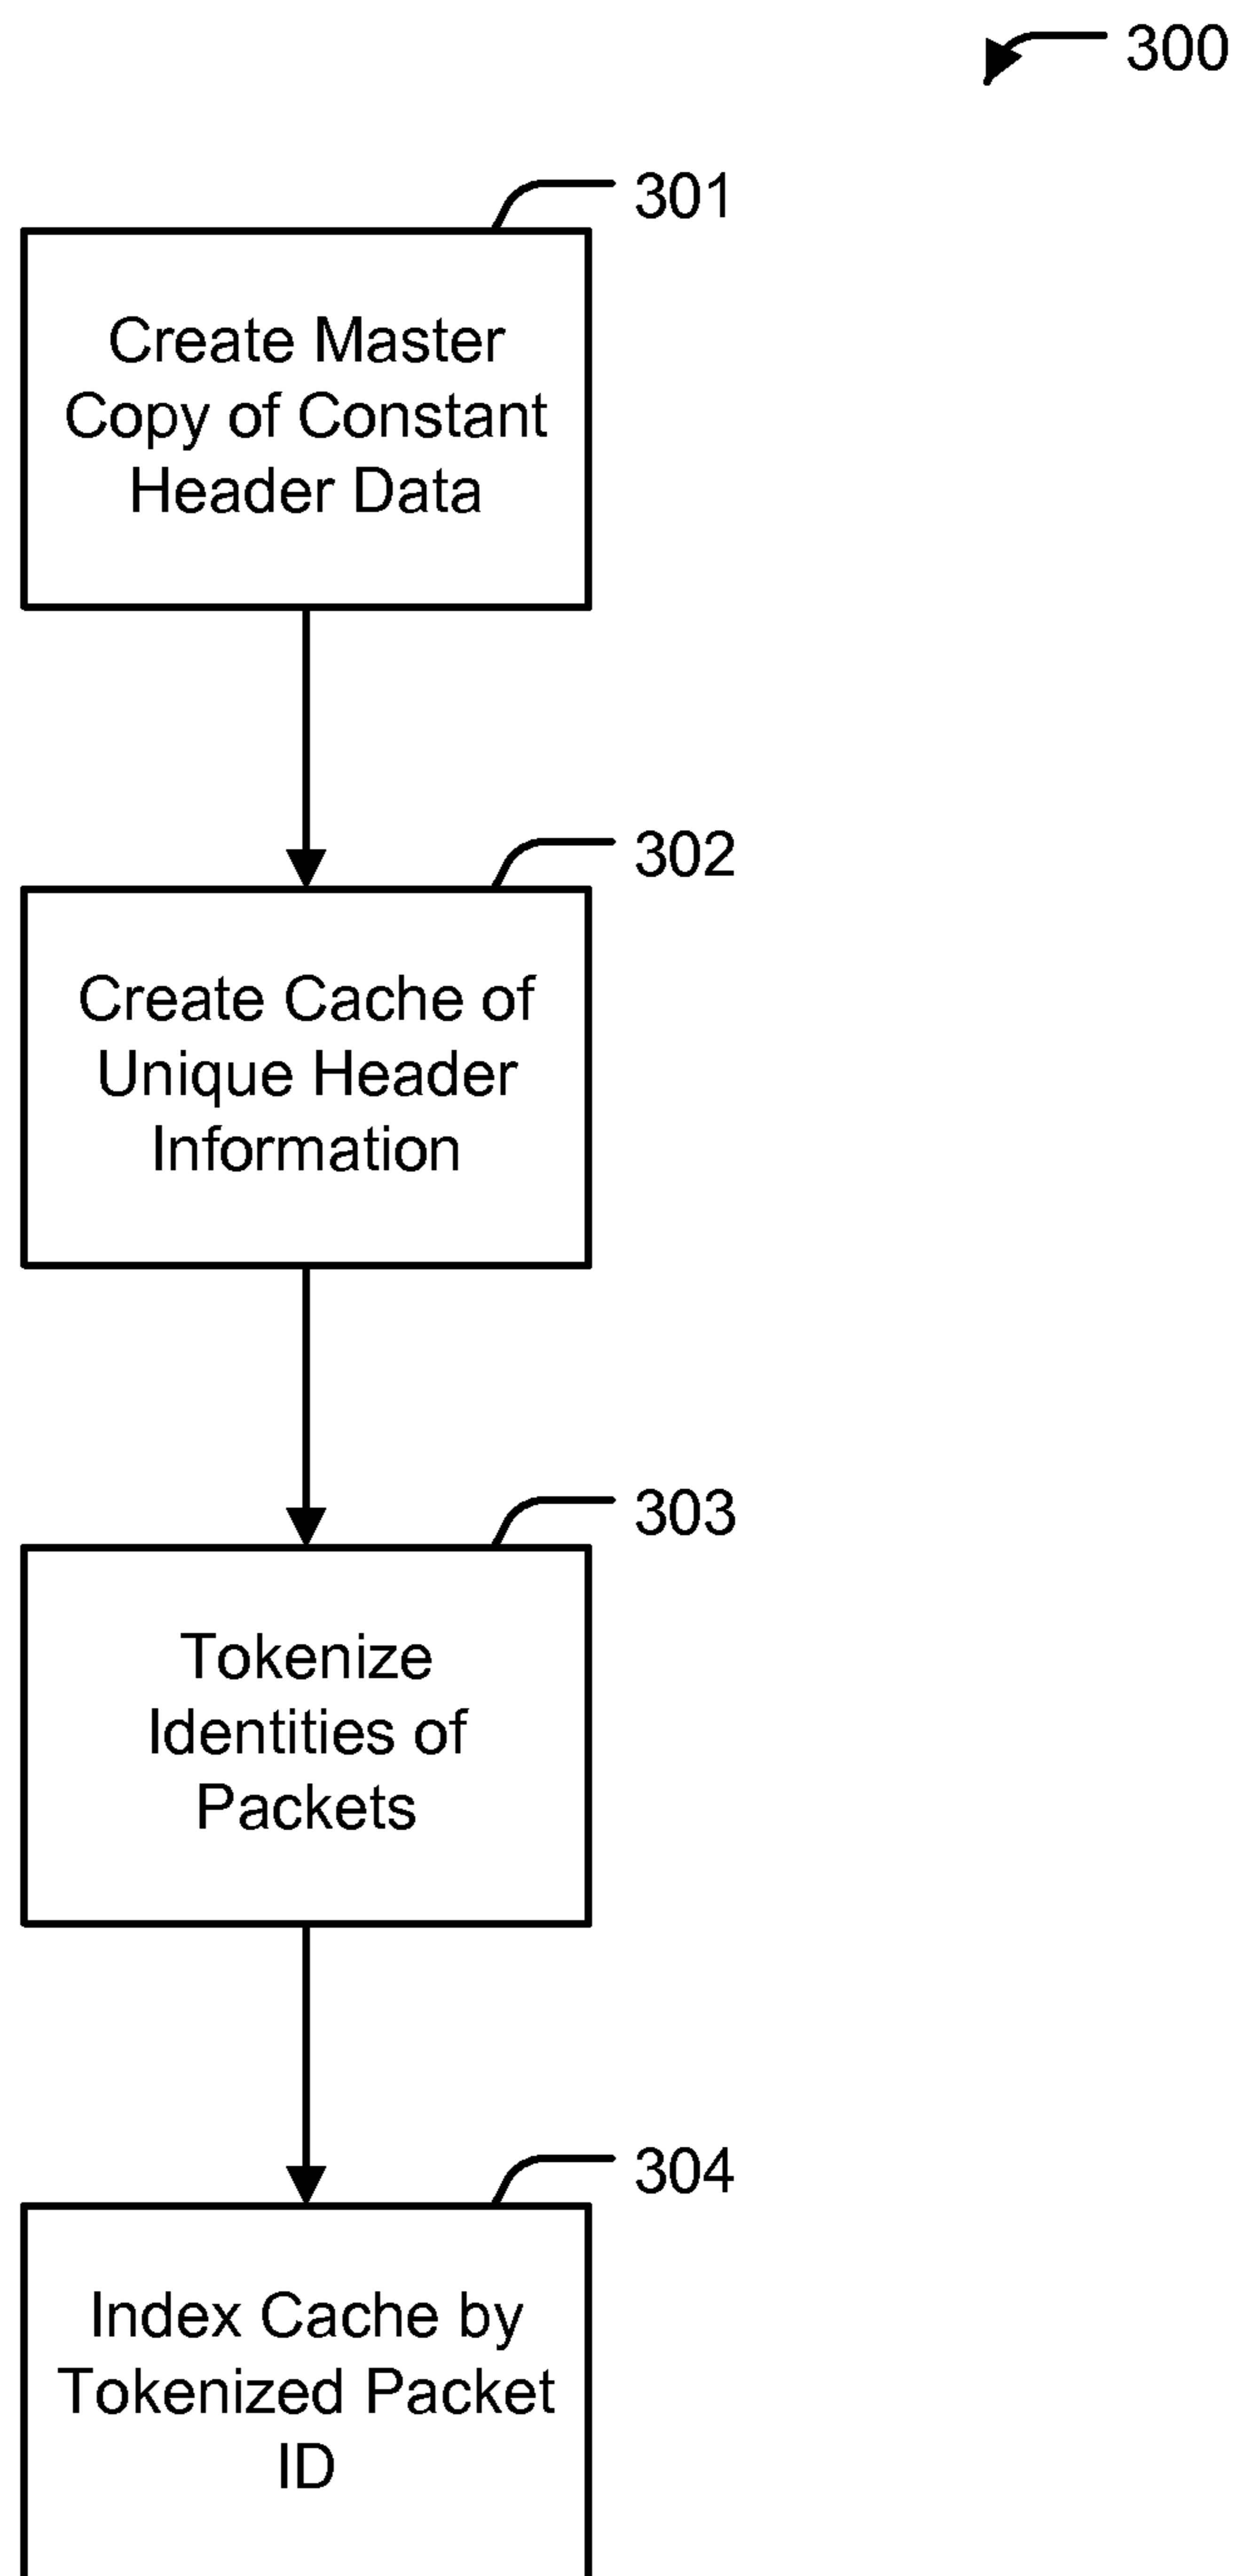 300
301
Create Master
Copy of Constant
Header Data
302
Create Cache of
Unique Header
Information
303
Tokenize
Identities of
Packets
304
Index Cache by
Tokenized Packet
ID